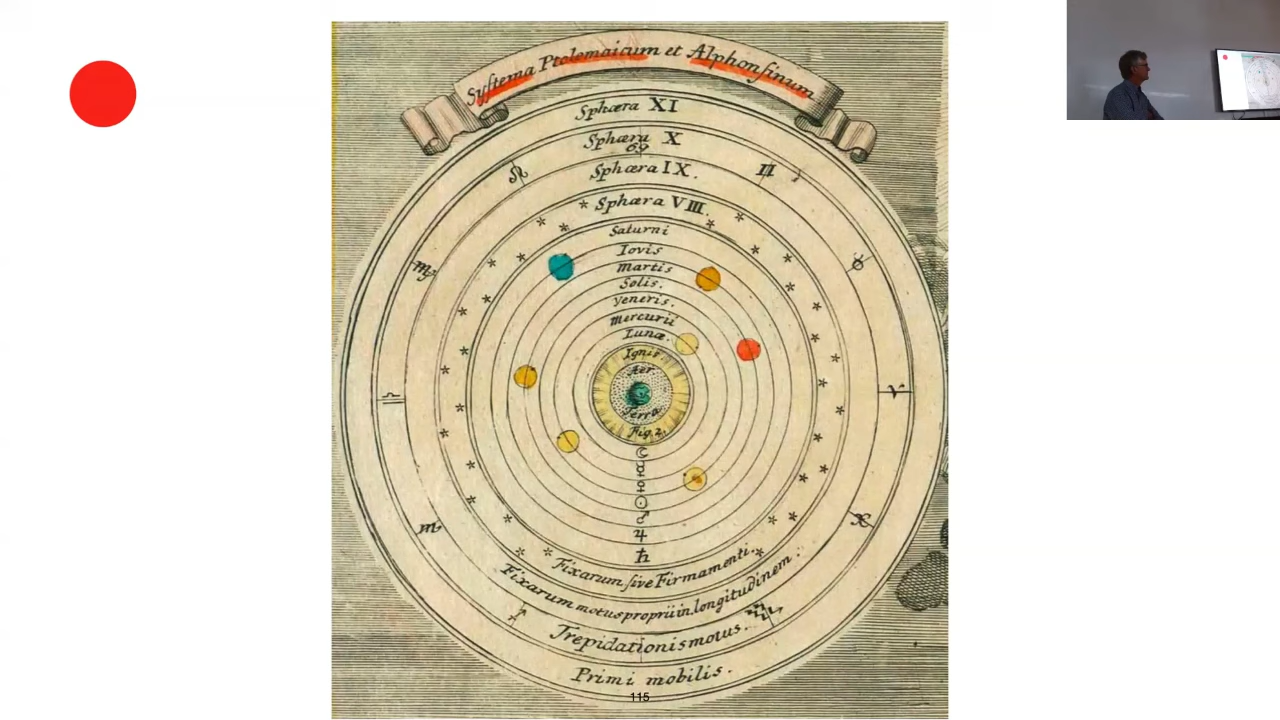 Syſtema Ptolemaicum et Alphonſinum
Sphæra XI
Sphæra X
69
Sphæra IX.
Sphæra VIII.
Saturni
Iovis
Martis
Solis.
Veneris.
Mercurii
Lunæ.
Ignis
Aer
Terra
Fig. 2.
☾
☿
♀
☉
♂
♃
♄
Fixarum ſive Firmamenti.
Fixarum motus proprii in longitudinem.
Trepidationis motus.
Primi mobilis.
115